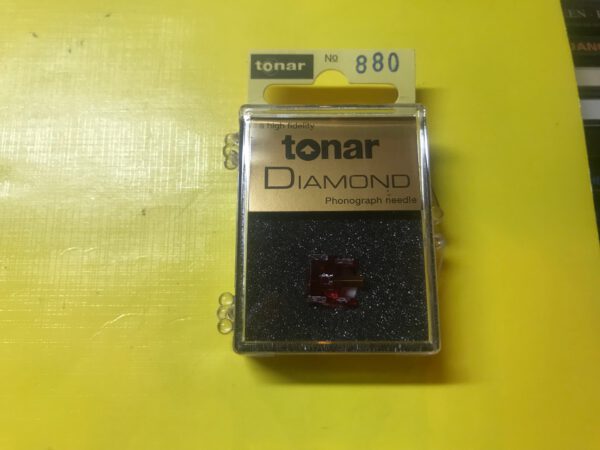 tonar No 880
a high fidelity
tonar
DIAMOND
Phonograph needle